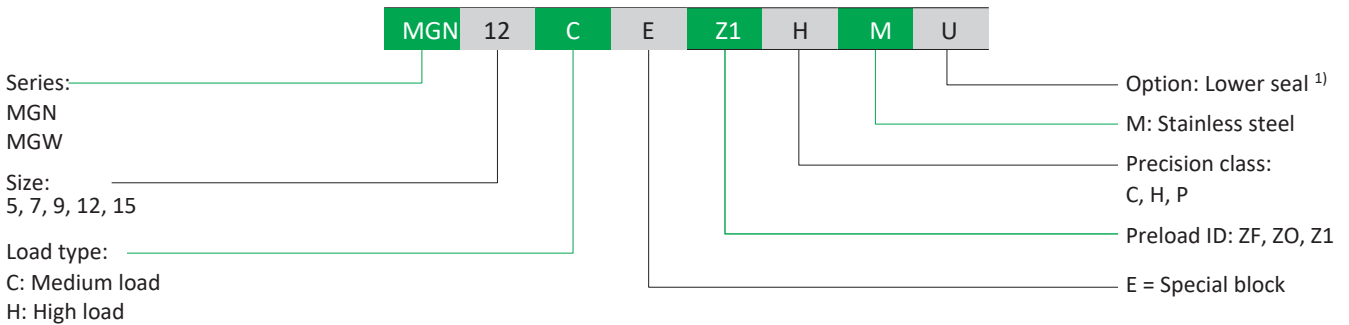 MGN 12 C E Z1 H M U
Series:
MGN
MGW
Size:
5, 7, 9, 12, 15
Load type:
C: Medium load
H: High load
Option: Lower seal 1)
M: Stainless steel
Precision class:
C, H, P
Preload ID: ZF, ZO, Z1
E = Special block